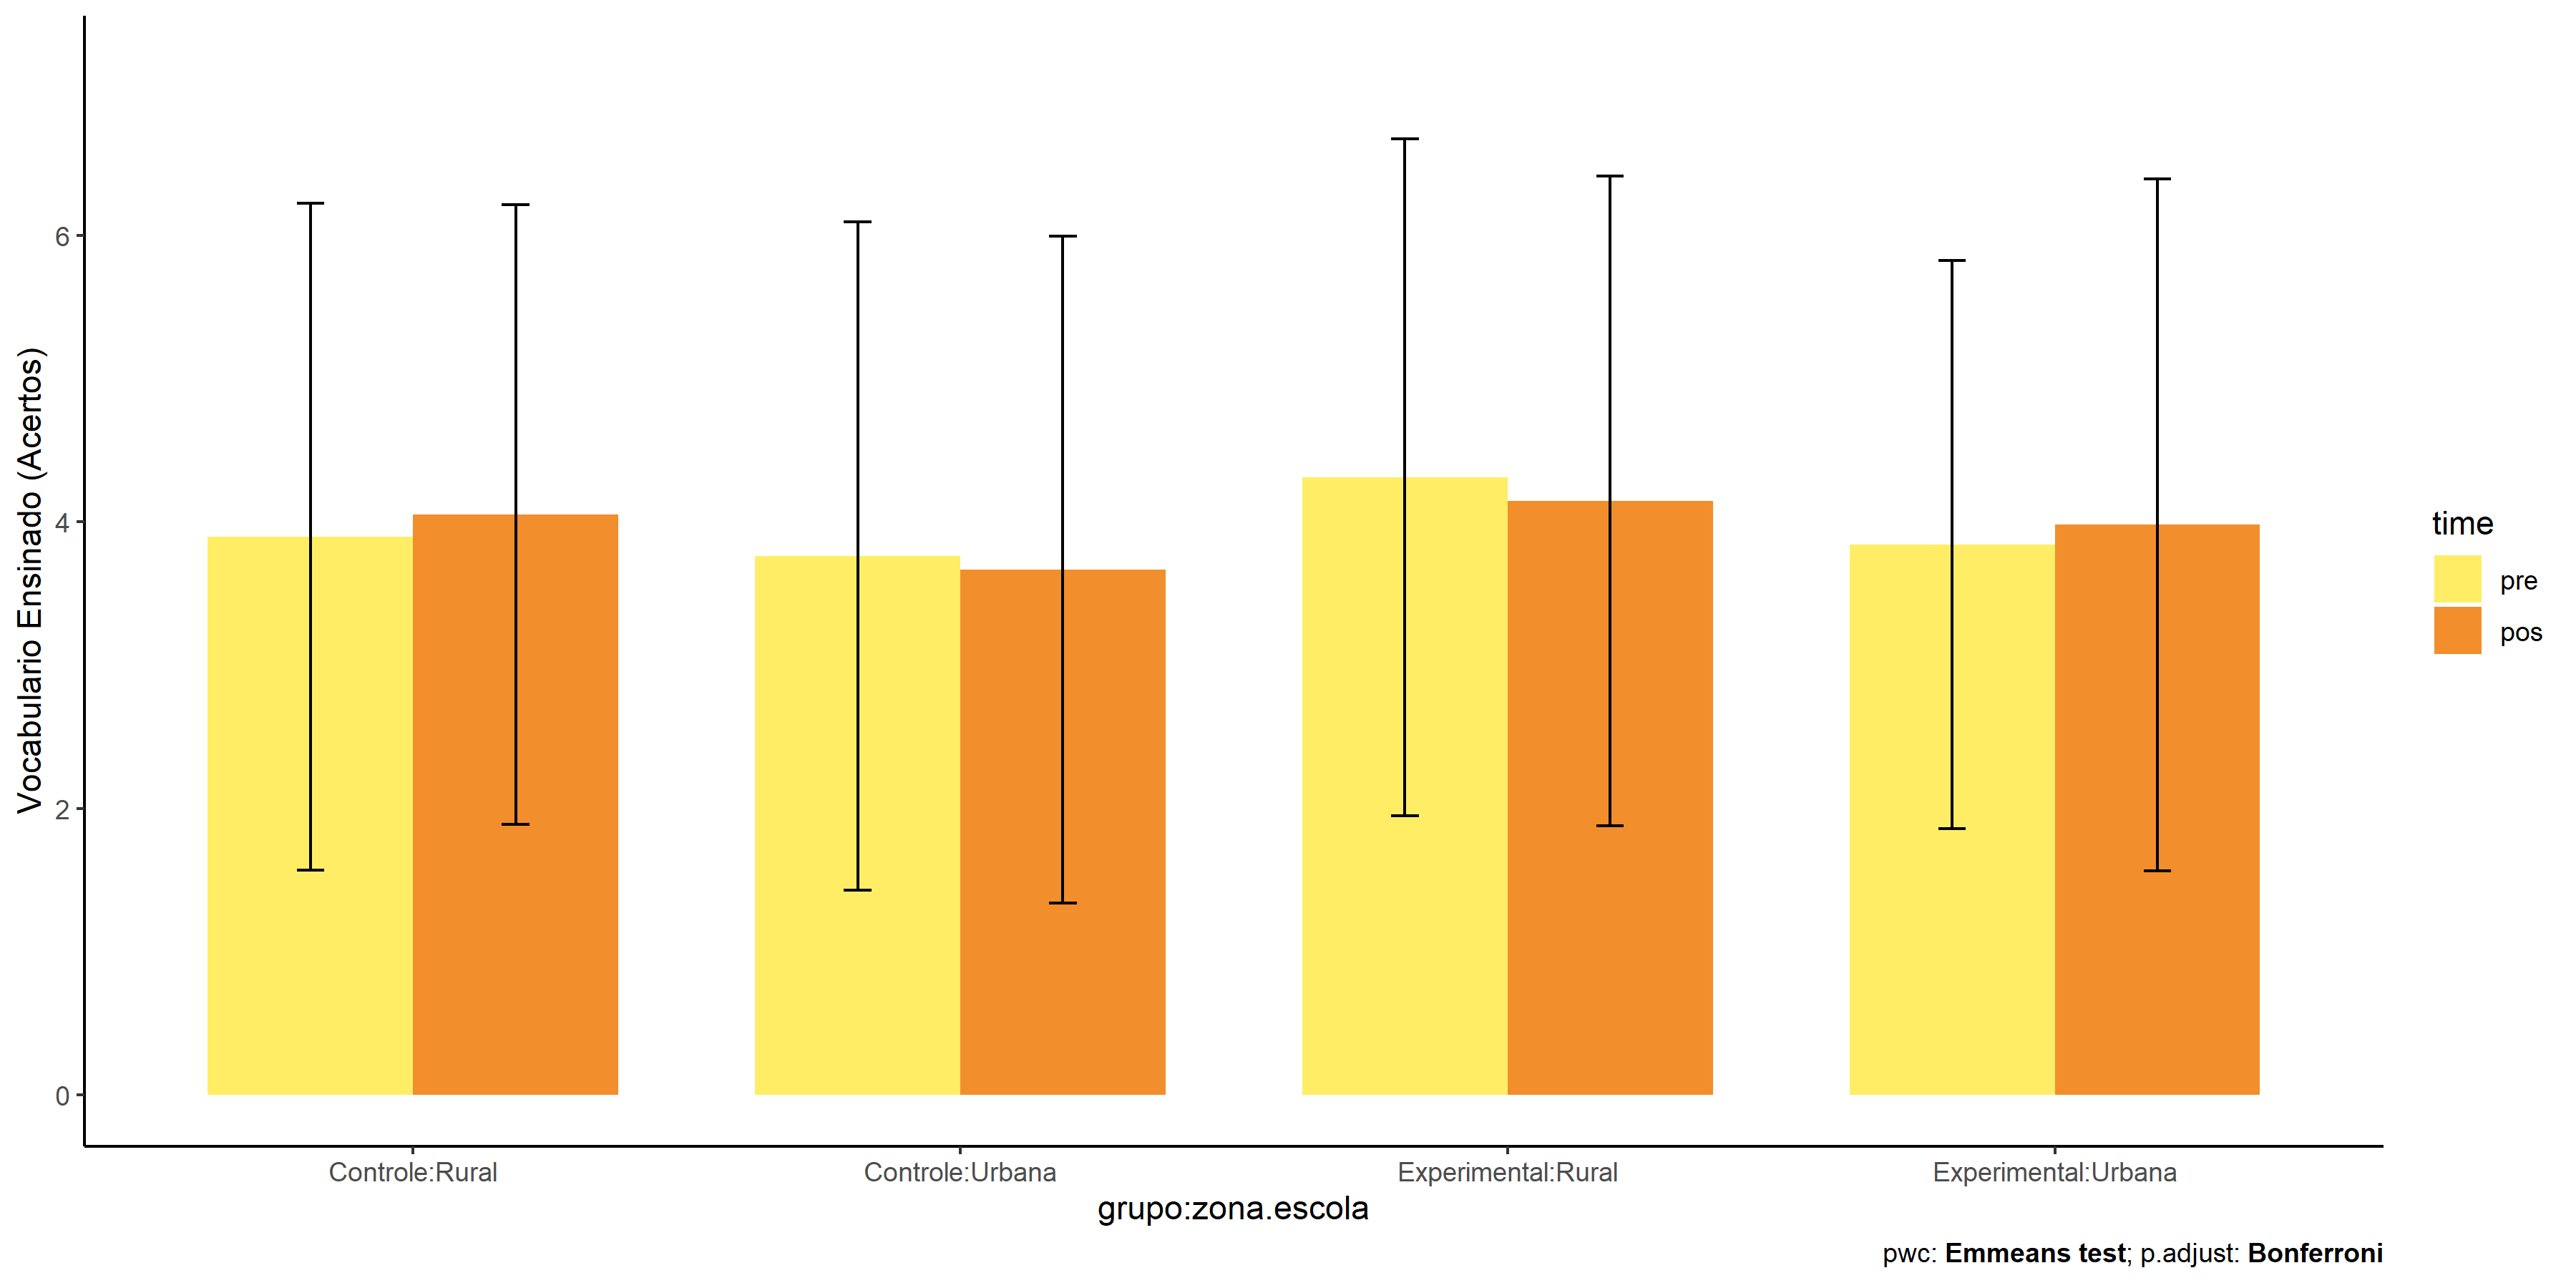 Vocabulario Ensinado (Acertos)
6
4
2
0
Controle:Rural
Controle:Urbana
Experimental:Rural
Experimental:Urbana
grupo:zona.escola
time
pre
pos
pwc: Emmeans test; p.adjust: Bonferroni